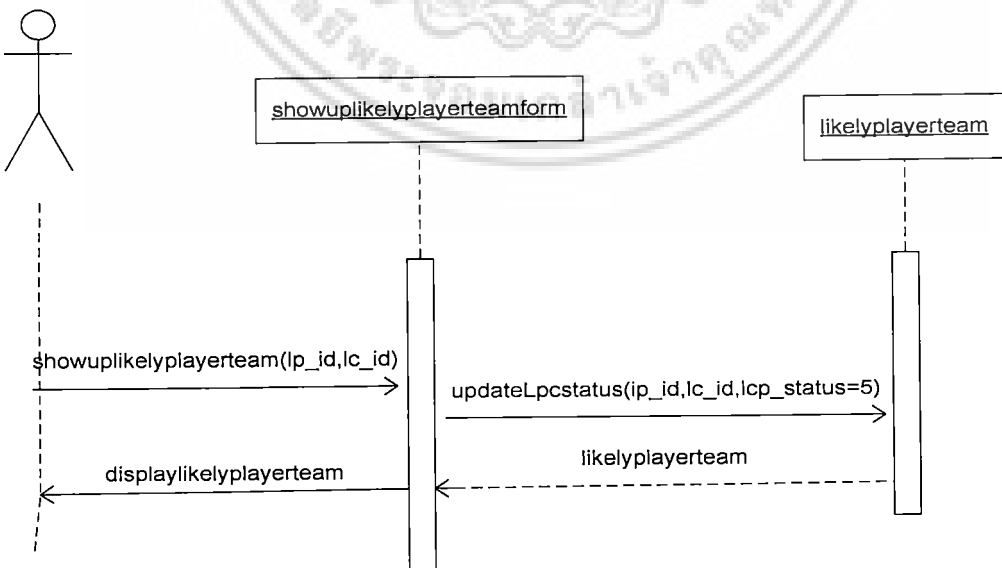 showuplikelyplayerteamform
likelyplayerteam
showuplikelyplayerteam(lp_id,lc_id)
updateLpcstatus(ip_id,lc_id,lcp_status=5)
likelyplayerteam
displaylikelyplayerteam